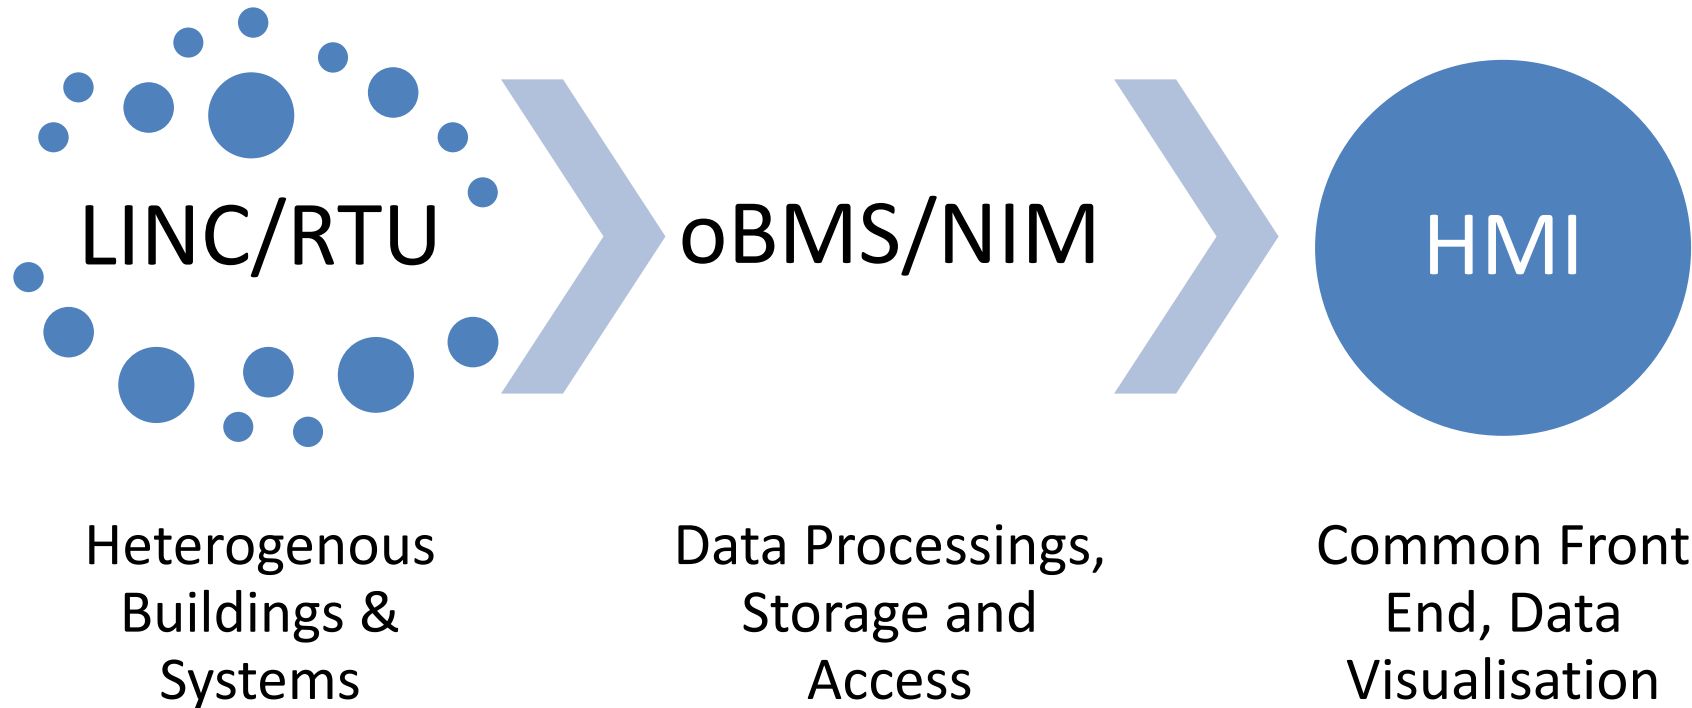 LINC/RTU
oBMS/NIM
HMI
Heterogenous
Buildings &
Systems
Data Processings,
Storage and
Access
Common Front
End, Data
Visualisation